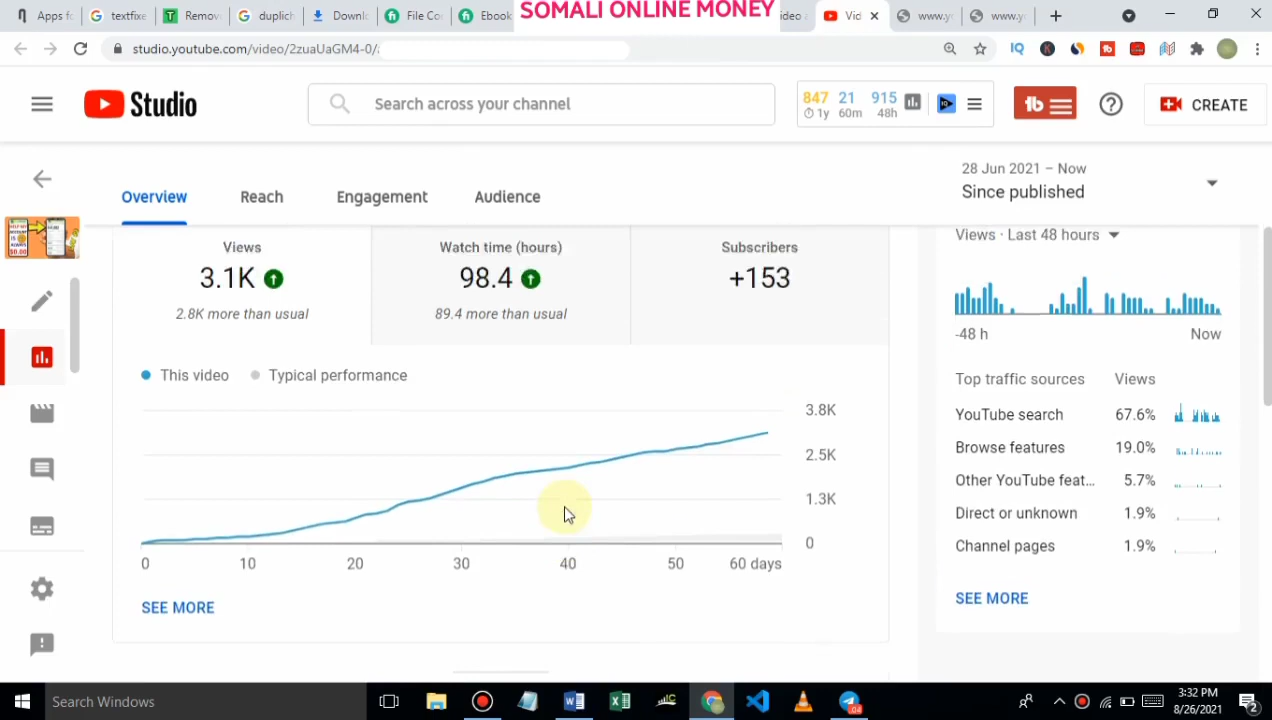 SOMALI ONLINE MONEY
Apps fo
textfixe
Remov
duplich
Downl
File Co
Ebook
ideo a
Vid
www.y
www.y
studio.youtube.com/video/2zuaUaGM4-0/
IQ
Studio
Search across your channel
847 21 915
1y 60m 48h
CREATE
28 Jun 2021 – Now
Since published
Overview Reach Engagement Audience
Views
3.1K
2.8K more than usual
Watch time (hours)
98.4
89.4 more than usual
Subscribers
+153
This video Typical performance
3.8K
2.5K
1.3K
0
0 10 20 30 40 50 60 days
SEE MORE
Views · Last 48 hours
-48 h Now
Top traffic sources Views
YouTube search 67.6%
Browse features 19.0%
Other YouTube feat... 5.7%
Direct or unknown 1.9%
Channel pages 1.9%
SEE MORE
Search Windows
3:32 PM
8/26/2021